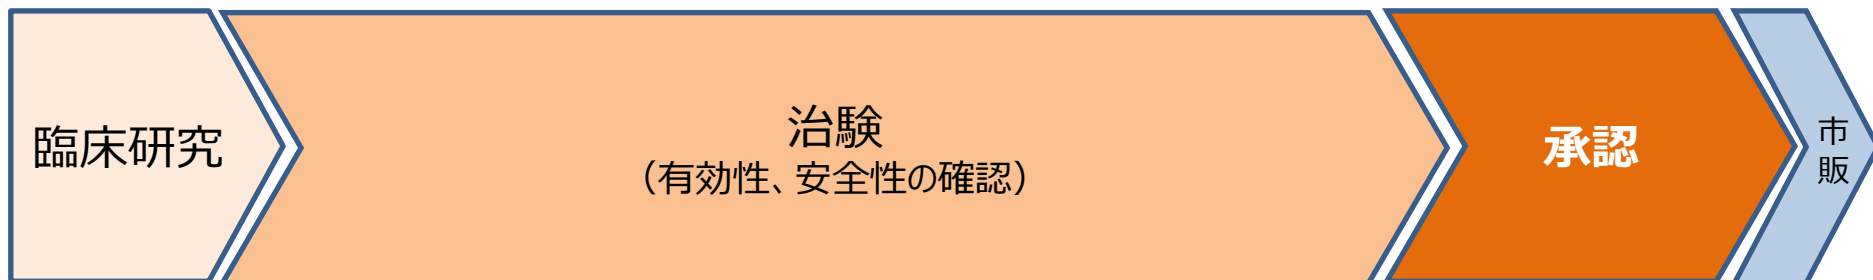 臨床研究
治験
（有効性、安全性の確認）
承認
市
販